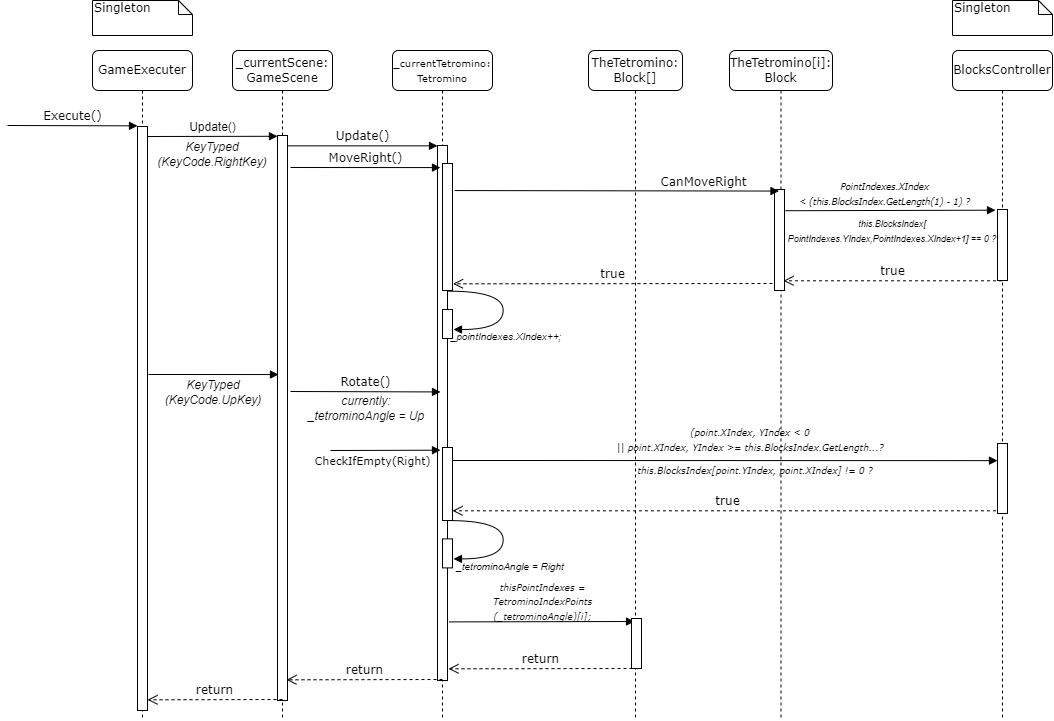 Singleton
Singleton
GameExecuter
_currentScene:
GameScene
_currentTetromino:
Tetromino
TheTetromino:
Block[]
TheTetromino[i]:
Block
BlocksController
Execute()
Update()
KeyTyped
(KeyCode.RightKey)
Update()
MoveRight()
CanMoveRight
PointIndexes.XIndex
< (this.BlocksIndex.GetLength(1) - 1) ?
this.BlocksIndex[
PointIndexes.YIndex,PointIndexes.XIndex+1] == 0 ?
true
true
_pointIndexes.XIndex++;
KeyTyped
(KeyCode.UpKey)
Rotate()
currently:
_tetrominoAngle = Up
CheckIfEmpty(Right)
(point.XIndex, YIndex < 0
|| point.XIndex, YIndex >= this.BlocksIndex.GetLength...?
this.BlocksIndex[point.YIndex, point.XIndex] != 0 ?
true
_tetrominoAngle = Right
thisPointIndexes =
TetrominoIndexPoints
(_tetrominoAngle)[i];
return
return
return